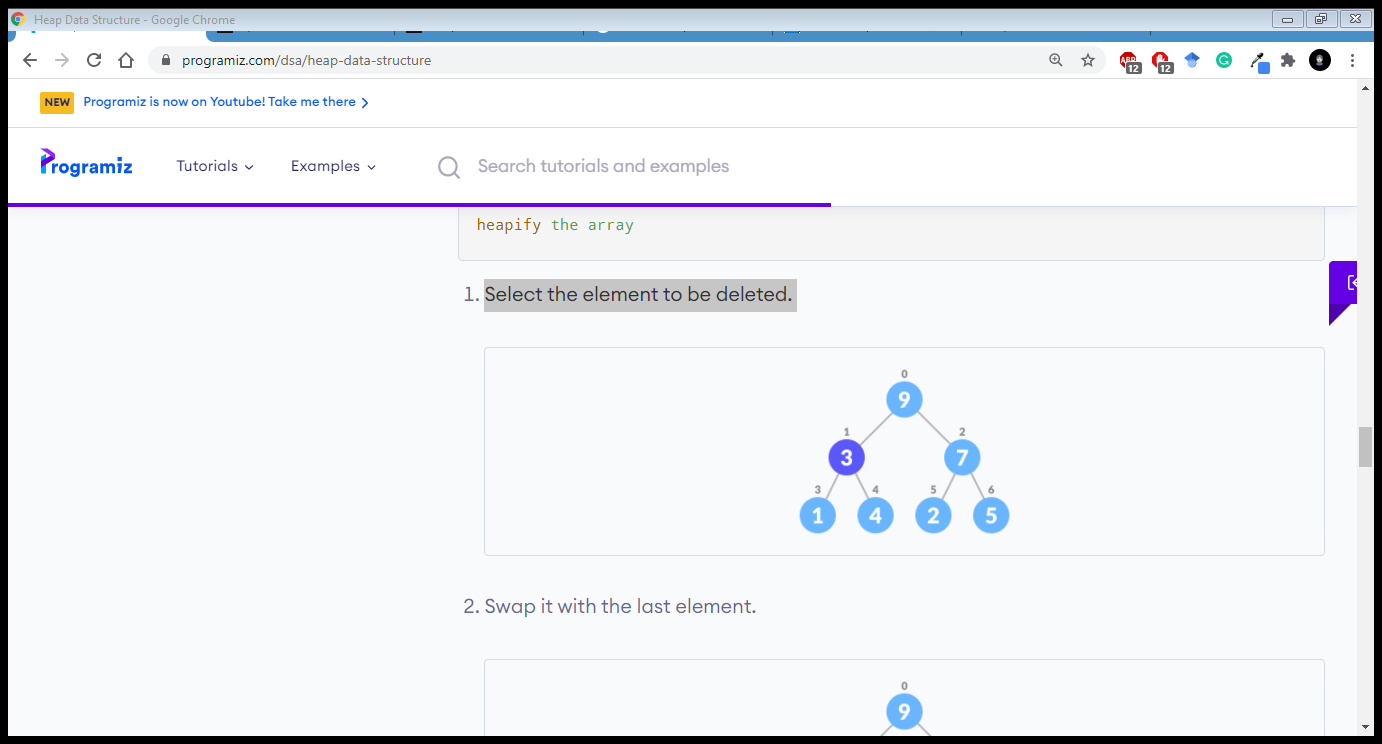 Heap Data Structure - Google Chrome
programiz.com/dsa/heap-data-structure
ABP
12
12
NEW Programiz is now on Youtube! Take me there
Programiz
Tutorials
Examples
Search tutorials and examples
heapify the array
1. Select the element to be deleted.
0
9
1
2
3
7
3
4
5
6
1
4
2
5
2. Swap it with the last element.
0
9